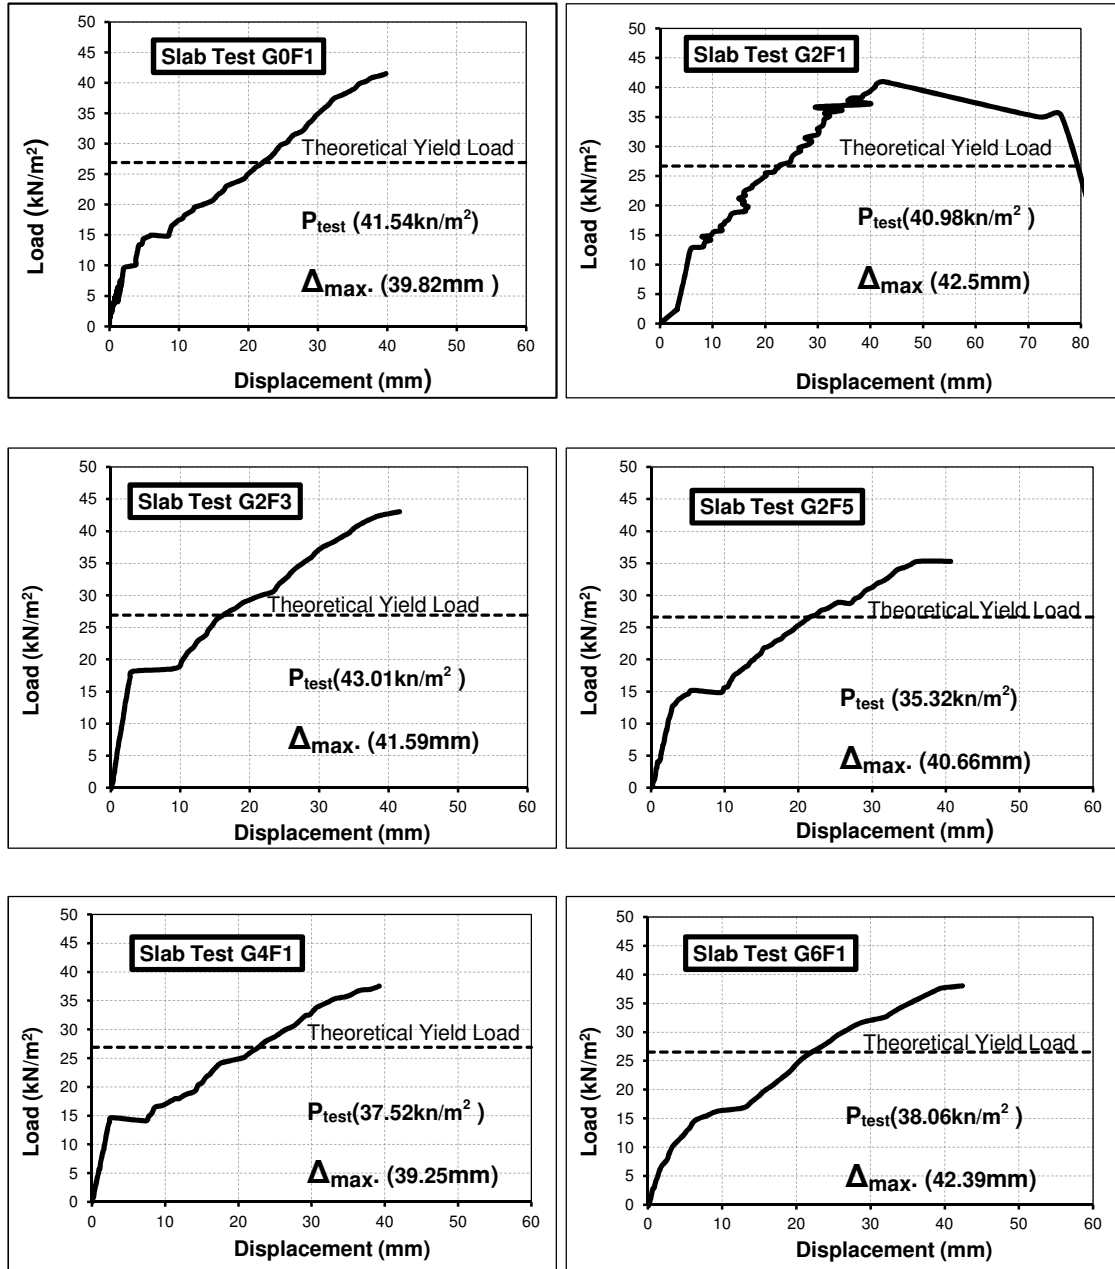 Slab Test G0F1
50
45
40
35
30
25
20
15
10
5
0
Load (kN/m²)
Theoretical Yield Load
P_test (41.54kn/m²)
Δmax. (39.82mm )
0 10 20 30 40 50 60
Displacement (mm)
Slab Test G2F1
50
45
40
35
30
25
20
15
10
5
0
Load (kN/m²)
Theoretical Yield Load
P_test(40.98kn/m² )
Δmax (42.5mm)
0 10 20 30 40 50 60 70 80
Displacement (mm)
Slab Test G2F3
50
45
40
35
30
25
20
15
10
5
0
Load (kN/m²)
Theoretical Yield Load
P_test(43.01kn/m² )
Δmax. (41.59mm)
0 10 20 30 40 50 60
Displacement (mm)
Slab Test G2F5
50
45
40
35
30
25
20
15
10
5
0
Load (kN/m²)
Theoretical Yield Load
P_test (35.32kn/m²)
Δmax. (40.66mm)
0 10 20 30 40 50 60
Displacement (mm)
Slab Test G4F1
50
45
40
35
30
25
20
15
10
5
0
Load (kN/m²)
Theoretical Yield Load
P_test(37.52kn/m² )
Δmax. (39.25mm)
0 10 20 30 40 50 60
Displacement (mm)
Slab Test G6F1
50
45
40
35
30
25
20
15
10
5
0
Load (kN/m²)
Theoretical Yield Load
P_test(38.06kn/m² )
Δmax. (42.39mm)
0 10 20 30 40 50 60
Displacement (mm)